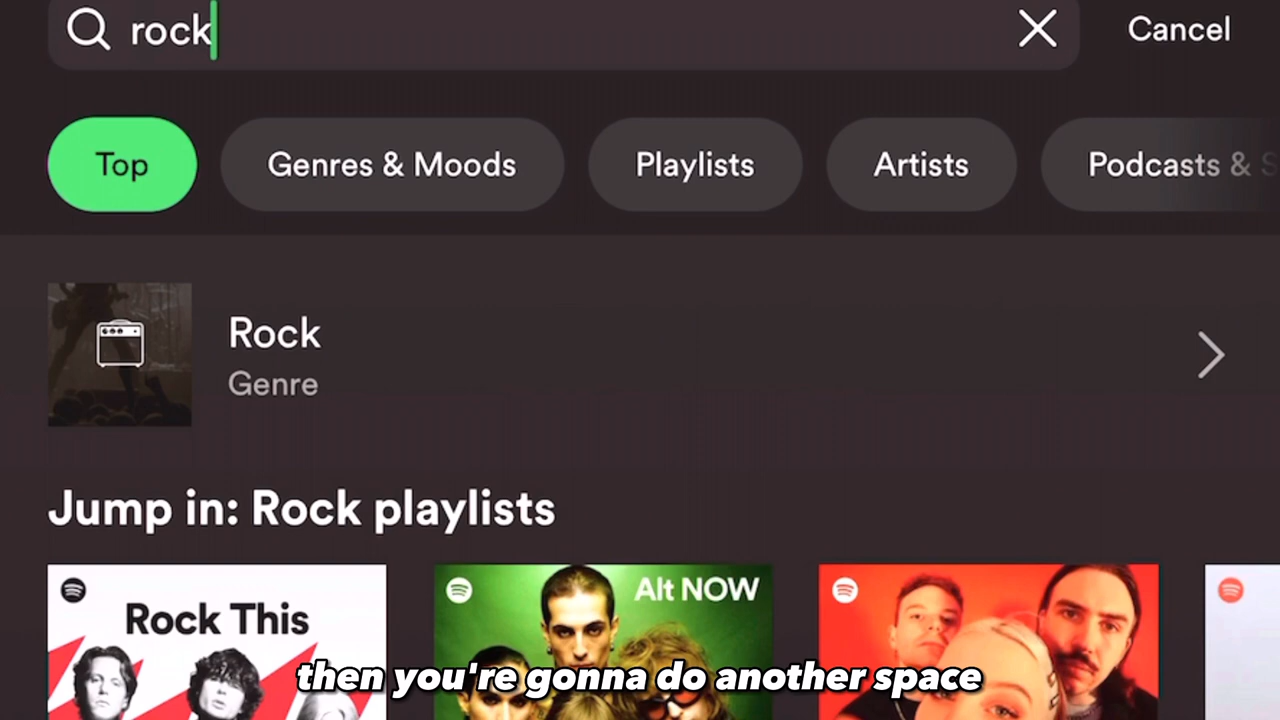 rock
Cancel
Top
Genres & Moods
Playlists
Artists
Podcasts & S
Rock
Genre
Jump in: Rock playlists
Rock This
Alt NOW
then you're gonna do another space